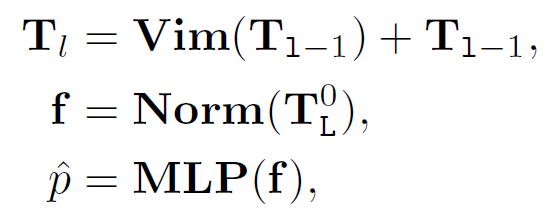 T_l = Vim(T_{l-1}) + T_{l-1},
f = Norm(T_L^0),
p̂ = MLP(f),